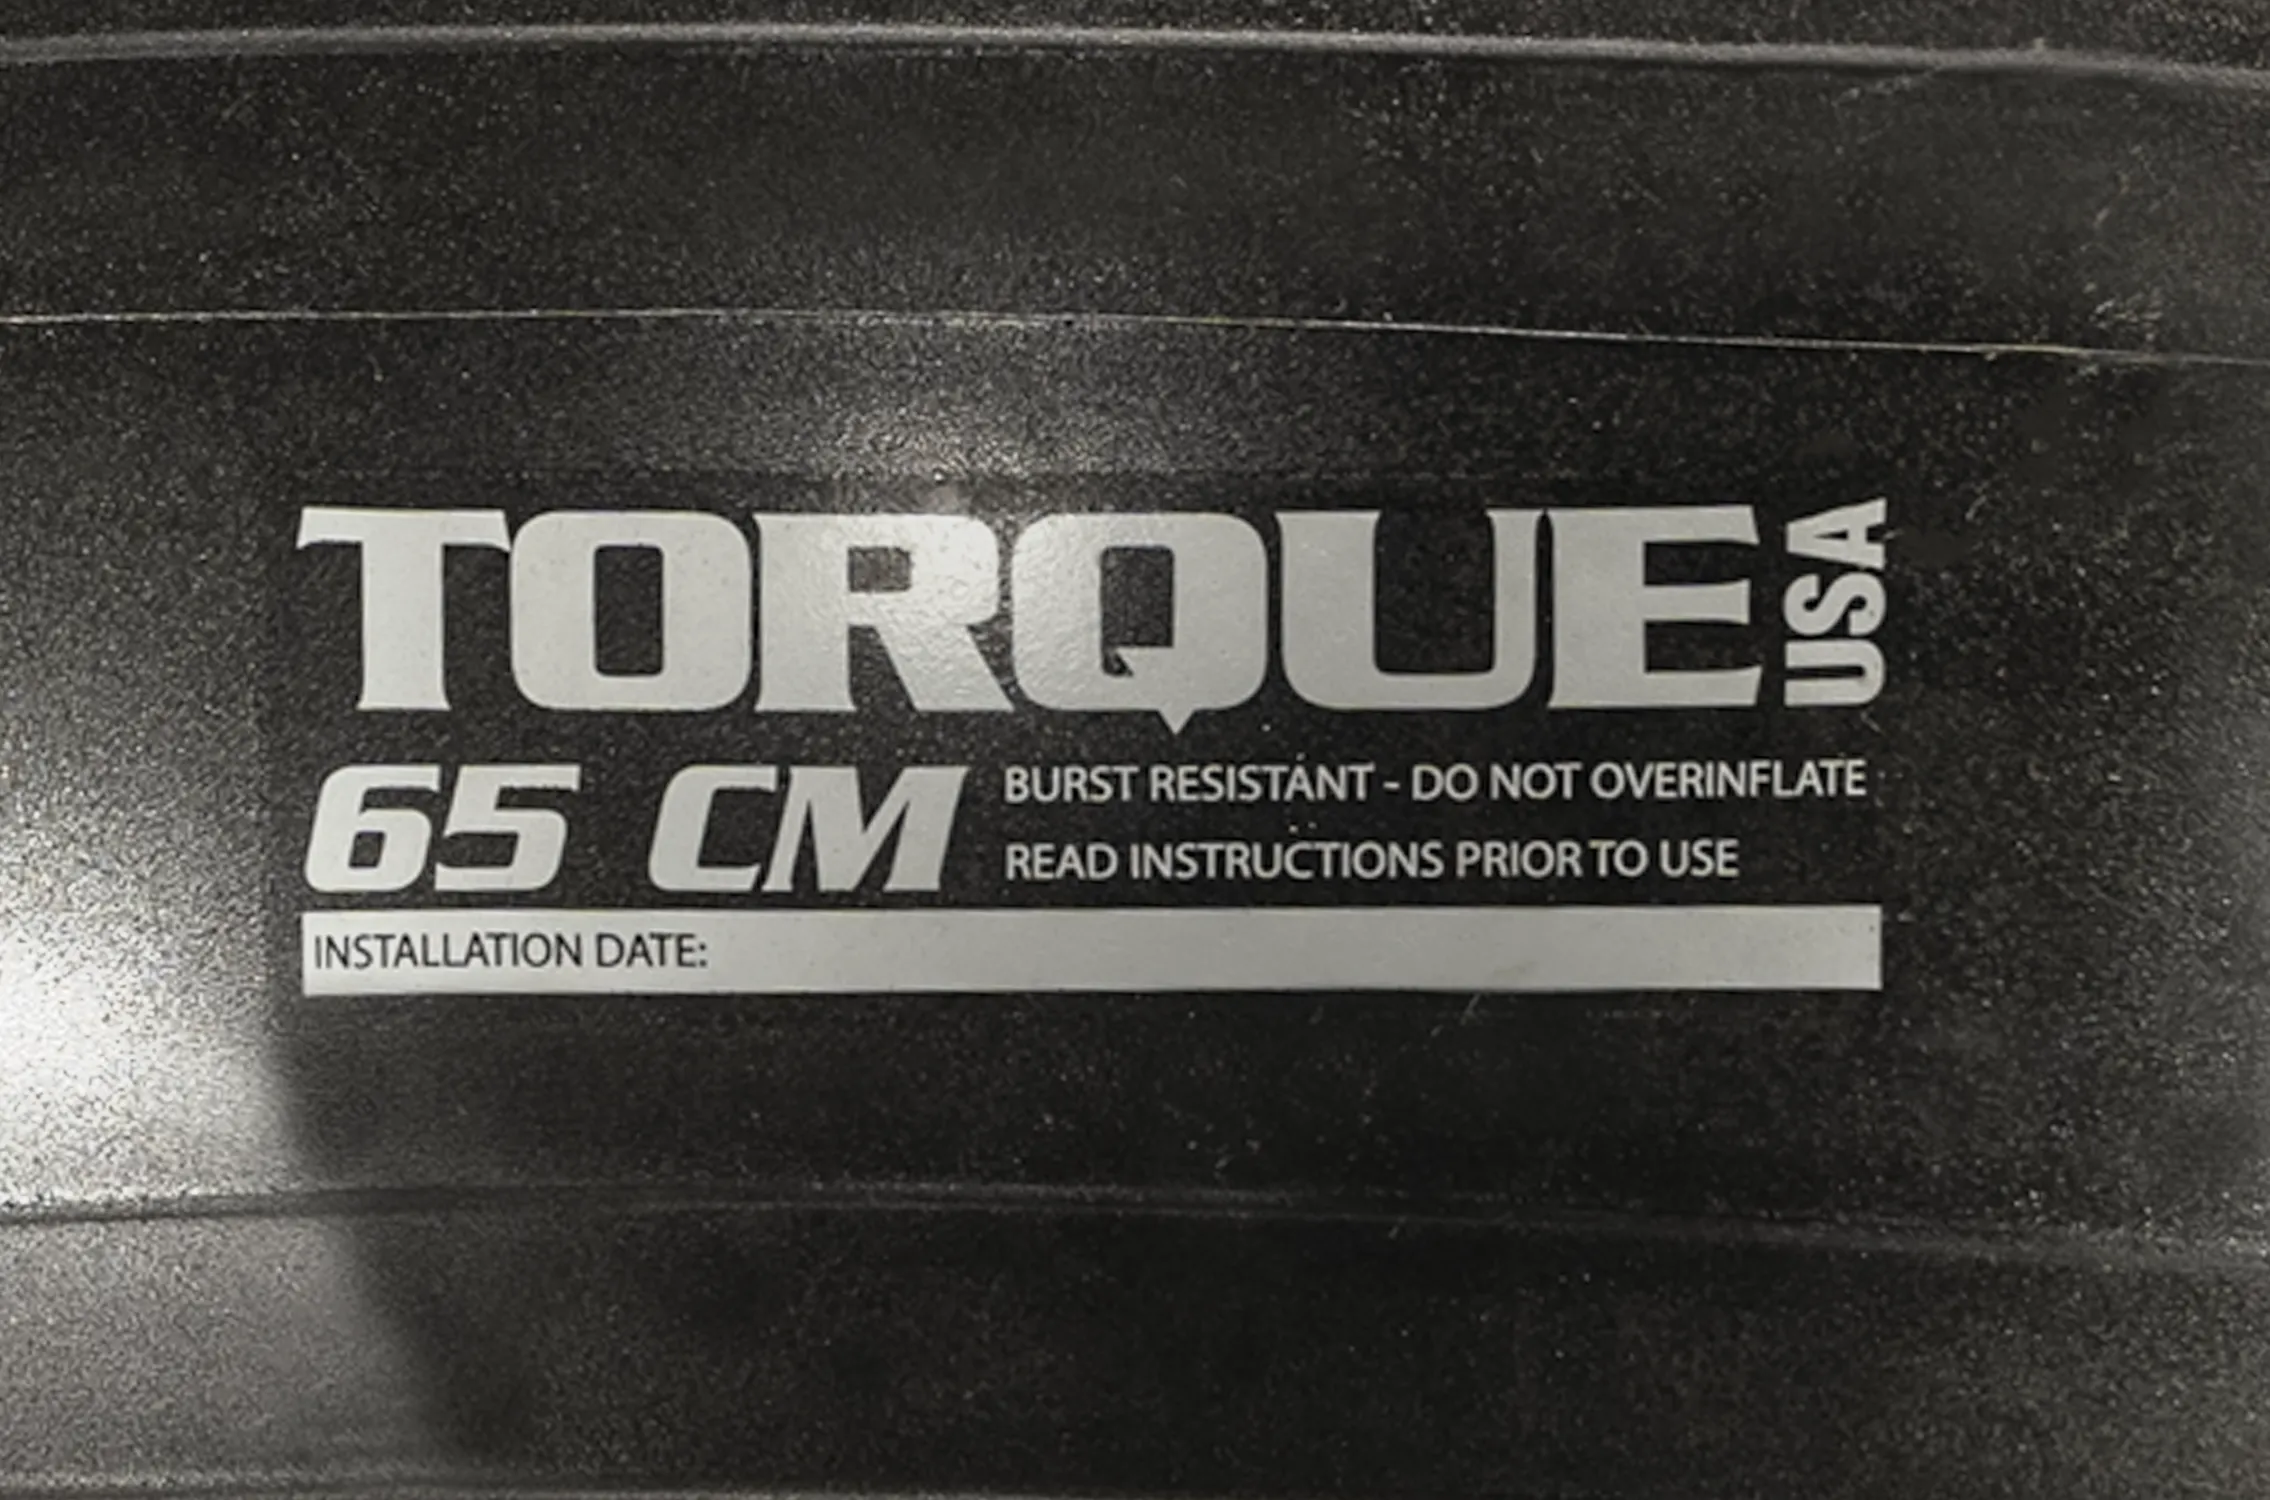 TORQUE USA
65 CM
BURST RESISTANT - DO NOT OVERINFLATE
READ INSTRUCTIONS PRIOR TO USE
INSTALLATION DATE: